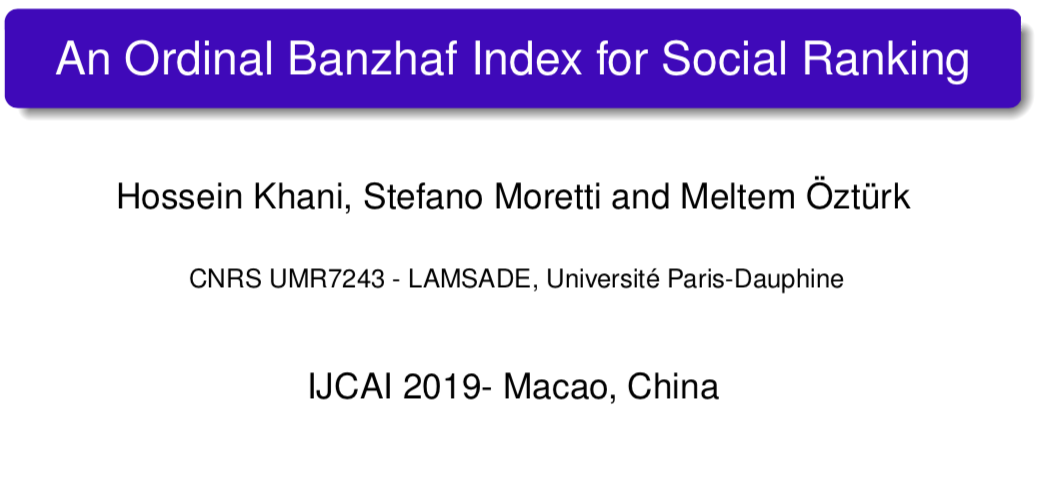 An Ordinal Banzhaf Index for Social Ranking
Hossein Khani, Stefano Moretti and Meltem Öztürk
CNRS UMR7243 - LAMSADE, Université Paris-Dauphine
IJCAI 2019- Macao, China